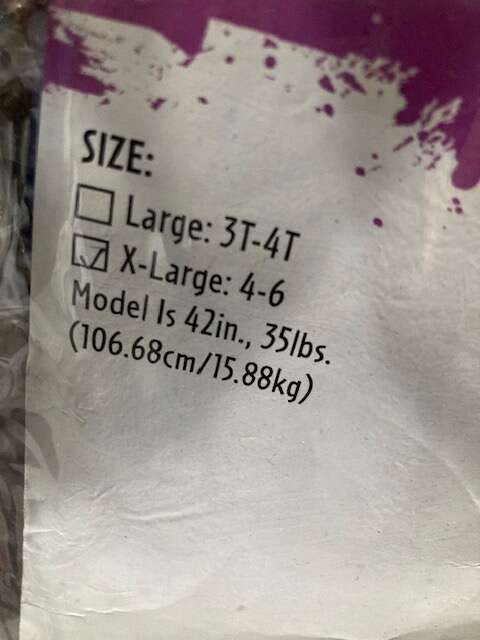 SIZE:
Large: 3T-4T
X-Large: 4-6
Model Is 42in., 35lbs.
(106.68cm/15.88kg)